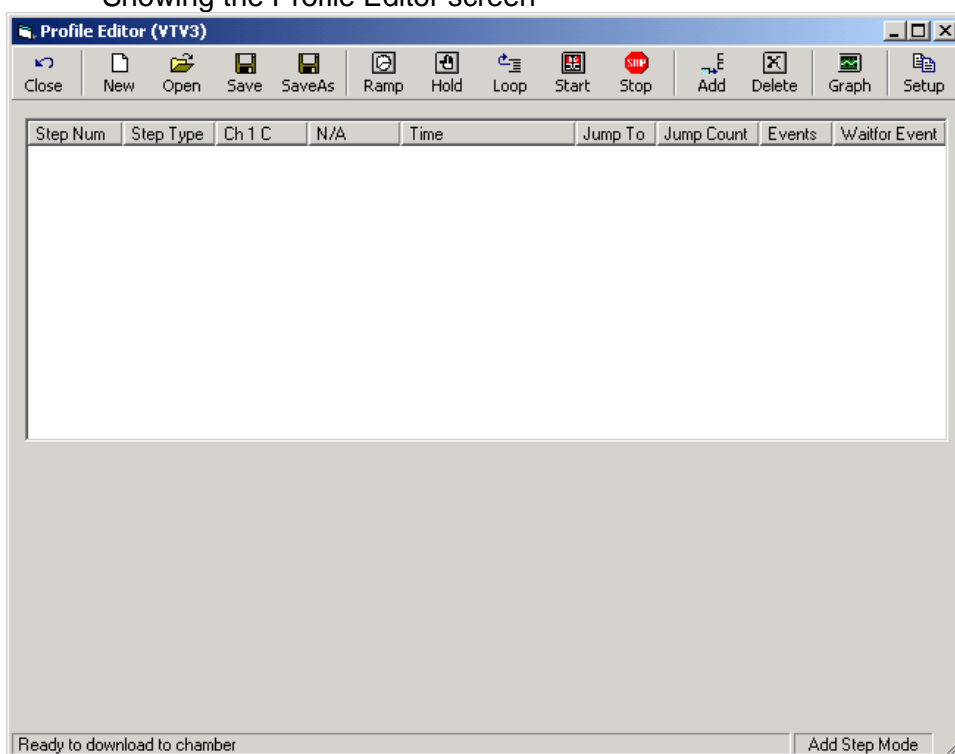 Showing the Profile Editor screen
Profile Editor (VTV3)
Close New Open Save SaveAs Ramp Hold Loop Start Stop Add Delete Graph Setup
Step Num Step Type Ch 1 C N/A Time Jump To Jump Count Events Waitfor Event
Ready to download to chamber Add Step Mode